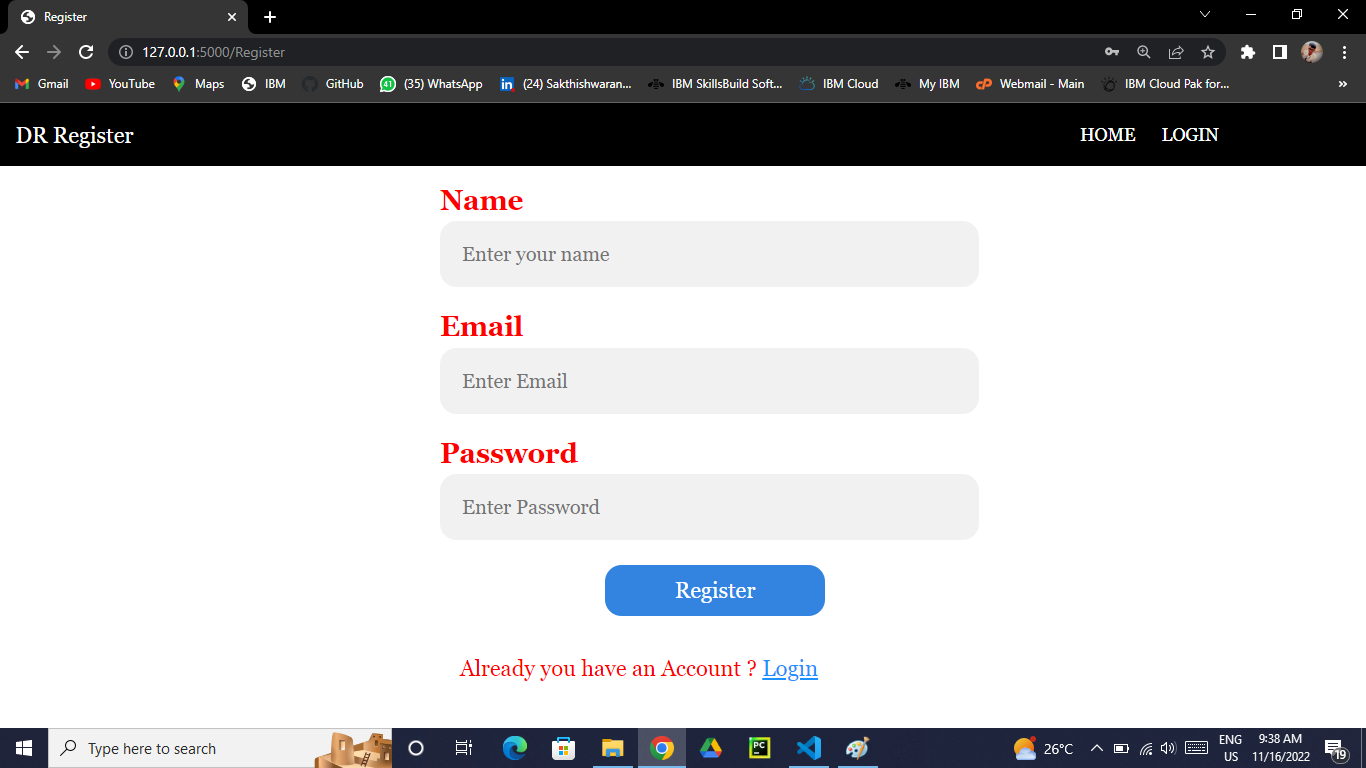 Register
127.0.0.1:5000/Register
Gmail YouTube Maps IBM GitHub (35) WhatsApp (24) Sakthishwaran... IBM SkillsBuild Soft... IBM Cloud My IBM Webmail - Main IBM Cloud Pak for... »
DR Register HOME LOGIN
Name
Enter your name
Email
Enter Email
Password
Enter Password
Register
Already you have an Account ? Login
Type here to search
26°C
ENG
US
9:38 AM
11/16/2022
19